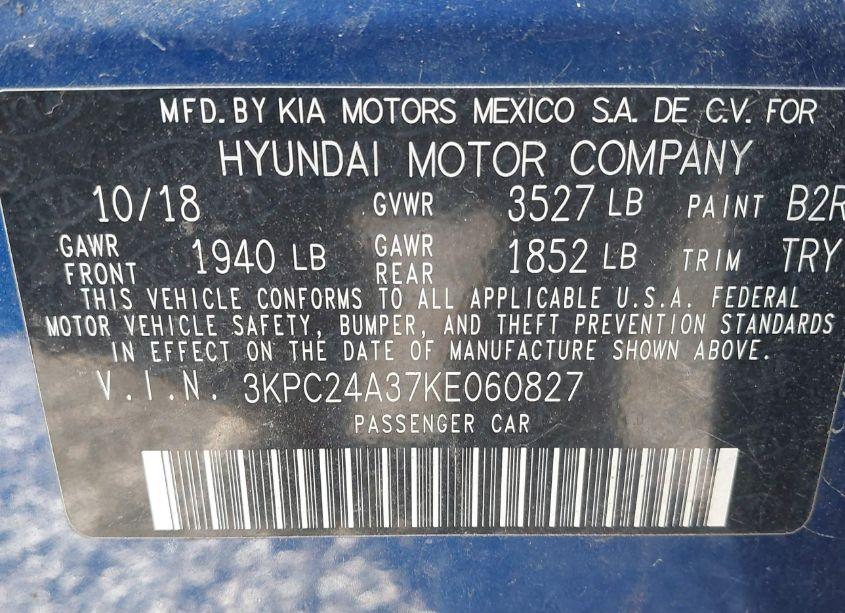 MFD. BY KIA MOTORS MEXICO S.A. DE C.V. FOR
HYUNDAI MOTOR COMPANY
10/18 GVWR 3527 LB PAINT B2R
GAWR FRONT 1940 LB GAWR REAR 1852 LB TRIM TRY
THIS VEHICLE CONFORMS TO ALL APPLICABLE U.S.A. FEDERAL
MOTOR VEHICLE SAFETY, BUMPER, AND THEFT PREVENTION STANDARDS
IN EFFECT ON THE DATE OF MANUFACTURE SHOWN ABOVE.
V.I.N. 3KPC24A37KE060827
PASSENGER CAR